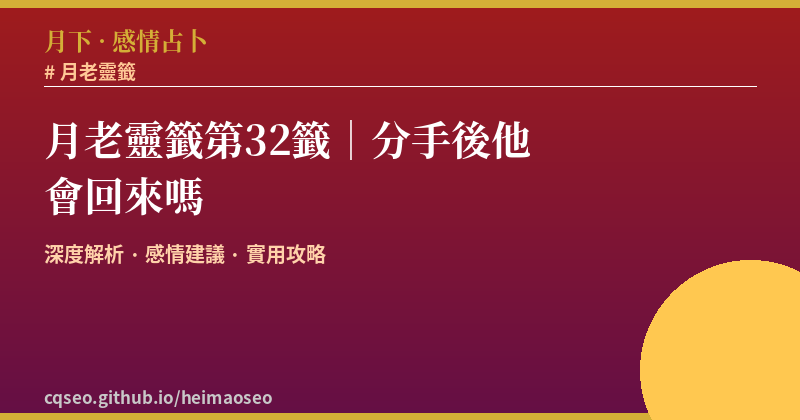 月下 · 感情占卜
# 月老靈籤
月老靈籤第32籤｜分手後他
會回來嗎
深度解析 · 感情建議 · 實用攻略
cqseo.github.io/heimaoseo